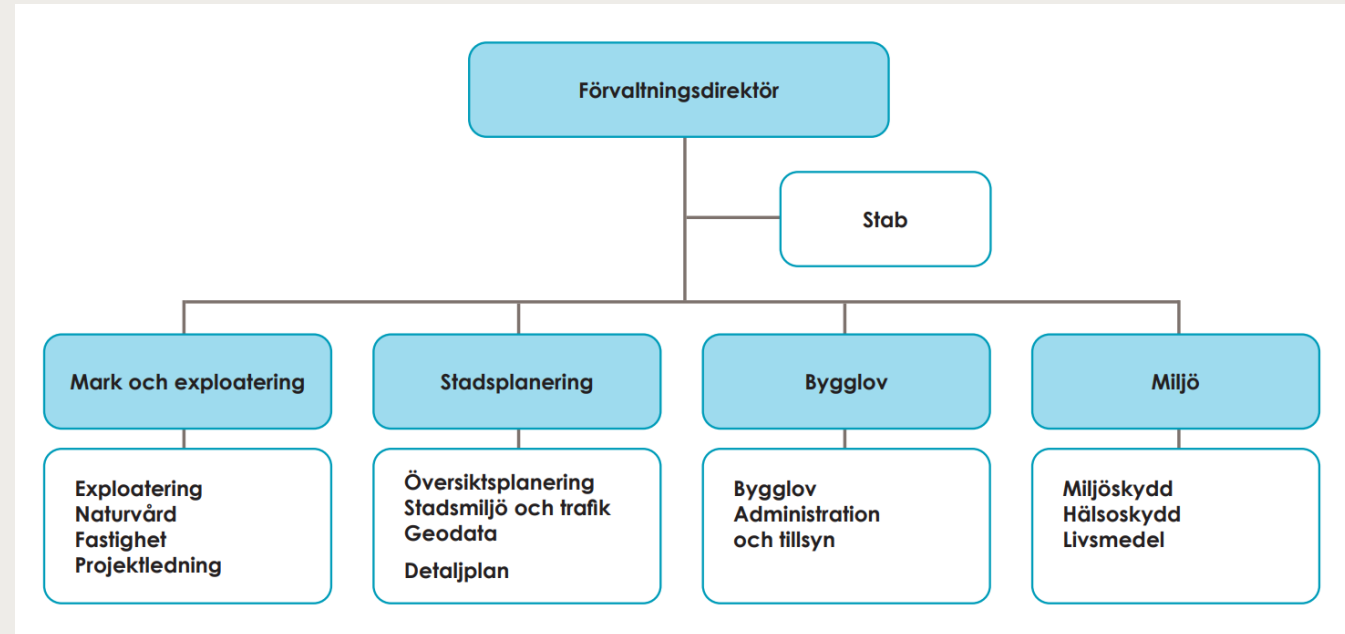 Förvaltningsdirektör
Stab
Mark och exploatering
Stadsplanering
Bygglov
Miljö
Exploatering
Naturvård
Fastighet
Projektledning
Översiktsplanering
Stadsmiljö och trafik
Geodata
Detaljplan
Bygglov
Administration
och tillsyn
Miljöskydd
Hälsoskydd
Livsmedel